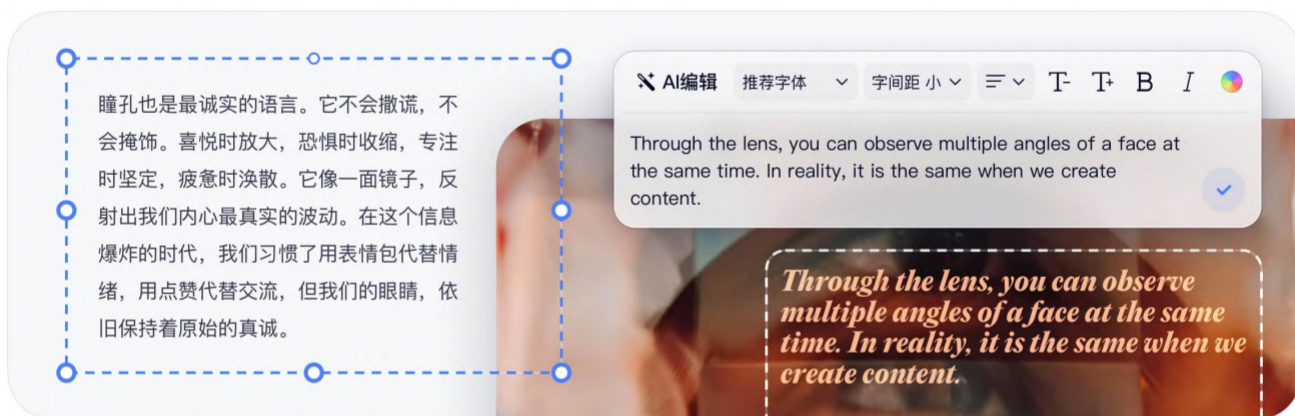 瞳孔也是最诚实的语言。它不会撒谎，不
会掩饰。喜悦时放大，恐惧时收缩，专注
时坚定，疲惫时涣散。它像一面镜子，反
射出我们内心最真实的波动。在这个信息
爆炸的时代，我们习惯了用表情包代替情
绪，用点赞代替交流，但我们的眼睛，依
旧保持着原始的真诚。
AI编辑 推荐字体 字间距 小 T- T+ B I
Through the lens, you can observe multiple angles of a face at
the same time. In reality, it is the same when we create
content.
Through the lens, you can observe
multiple angles of a face at the same
time. In reality, it is the same when we
create content.